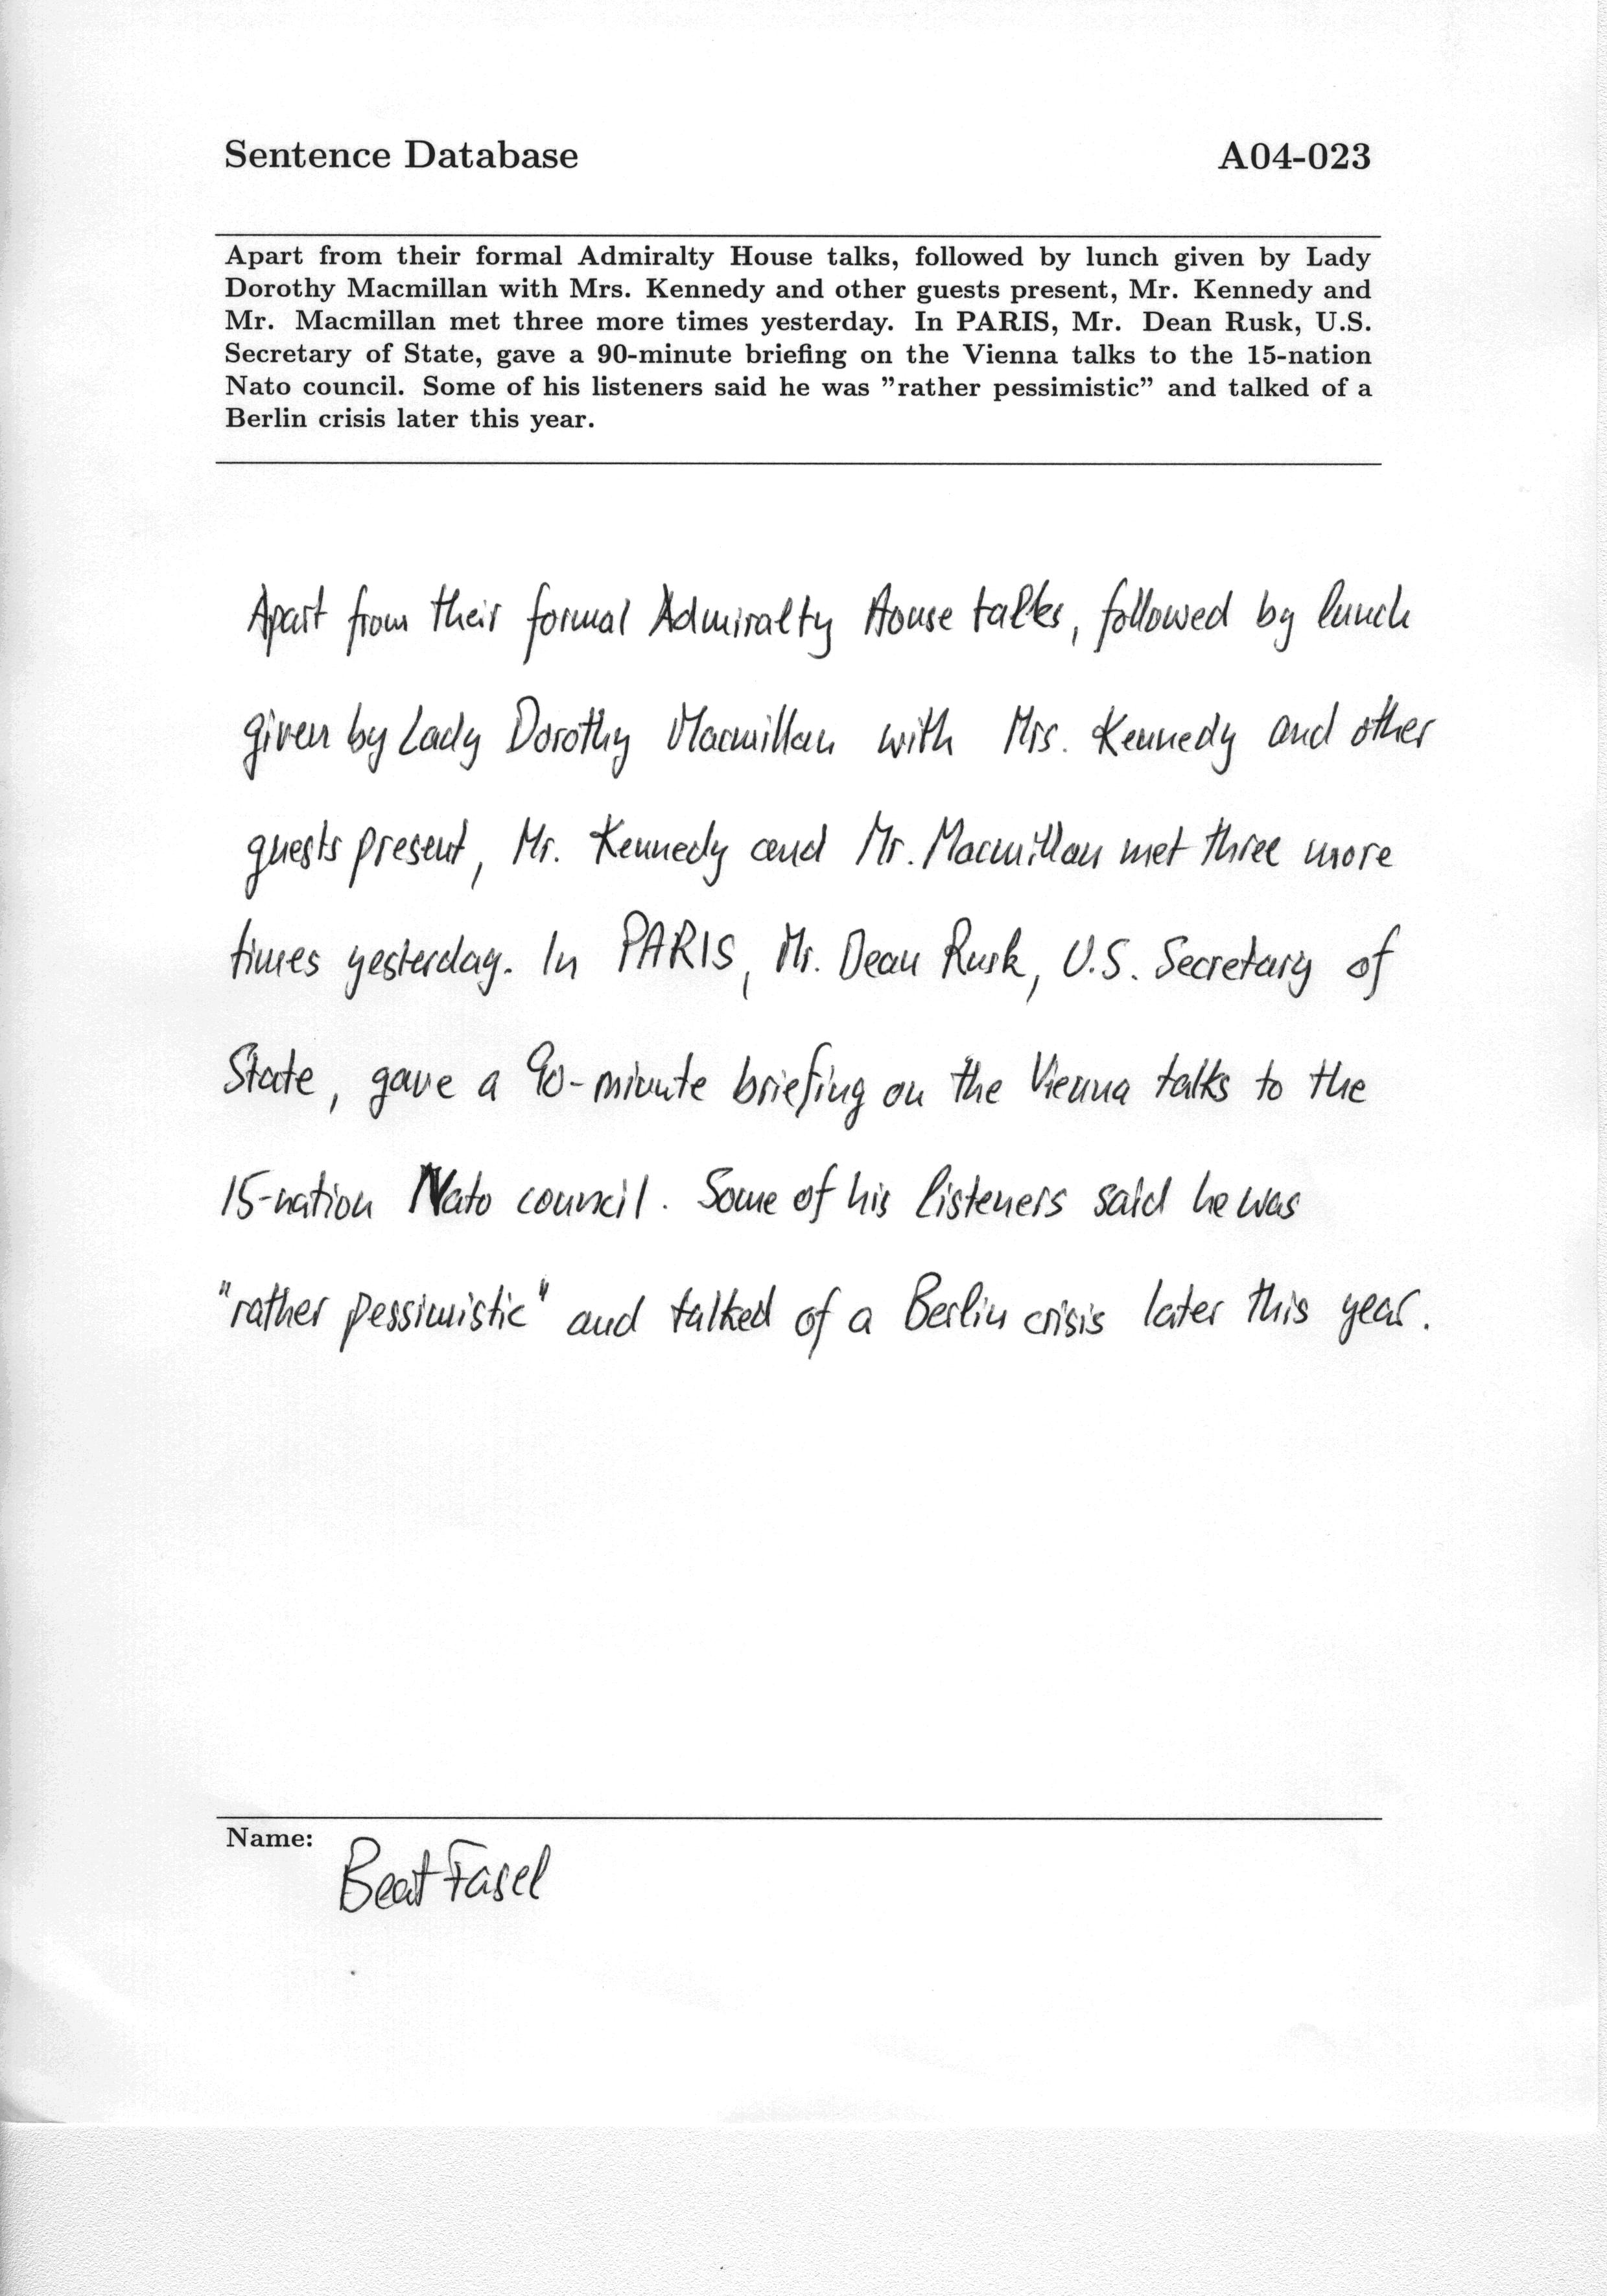 Sentence Database A04-023
Apart from their formal Admiralty House talks, followed by lunch given by Lady
Dorothy Macmillan with Mrs. Kennedy and other guests present, Mr. Kennedy and
Mr. Macmillan met three more times yesterday. In PARIS, Mr. Dean Rusk, U.S.
Secretary of State, gave a 90-minute briefing on the Vienna talks to the 15-nation
Nato council. Some of his listeners said he was ”rather pessimistic” and talked of a
Berlin crisis later this year.
Apart from their formal Admiralty House talks, followed by lunch
given by Lady Dorothy Macmillan with Mrs. Kennedy and other
guests present, Mr. Kennedy and Mr. Macmillan met three more
times yesterday. In PARIS, Mr. Dean Rusk, U.S. Secretary of
State, gave a 90-minute briefing on the Vienna talks to the
15-nation Nato council. Some of his listeners said he was
"rather pessimistic" and talked of a Berlin crisis later this year.
Name:
Beat Fasel